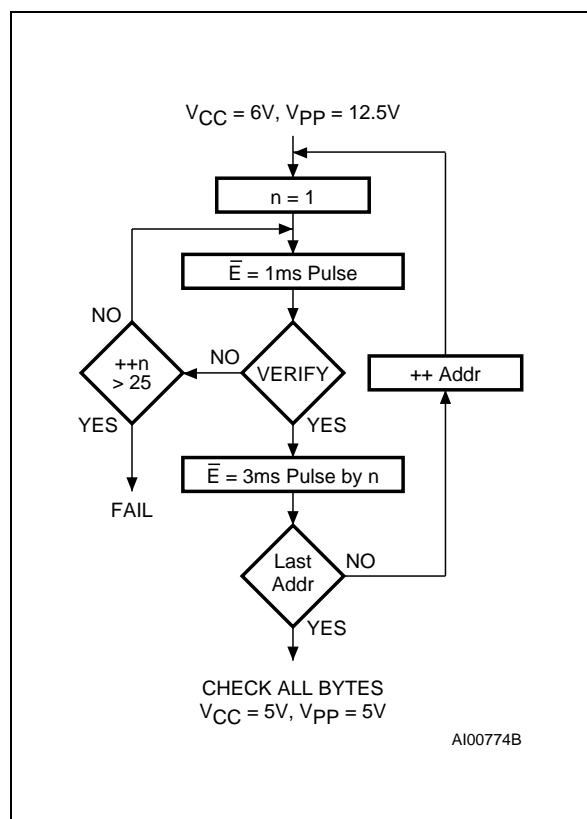 VCC = 6V, VPP = 12.5V
n = 1
E̅ = 1ms Pulse
NO
++n
> 25
NO
VERIFY
++ Addr
YES
YES
E̅ = 3ms Pulse by n
FAIL
Last
Addr
NO
YES
CHECK ALL BYTES
VCC = 5V, VPP = 5V
AI00774B